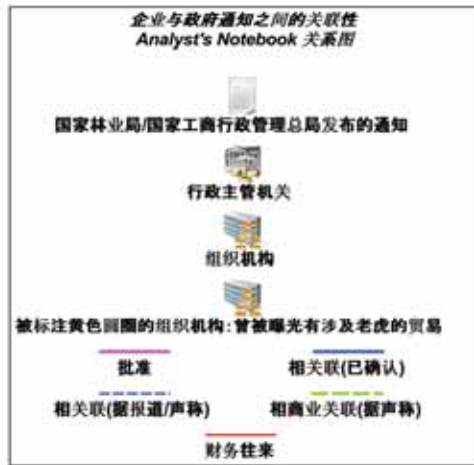 企业与政府通知之间的关联性
Analyst's Notebook 关系图
国家林业局/国家工商行政管理总局发布的通知
行政主管机关
组织机构
被标注黄色圆圈的组织机构:曾被曝光有涉及老虎的贸易
批准 相关联(已确认)
相关联(据报道/声称) 相商业关联(据声称)
财务往来